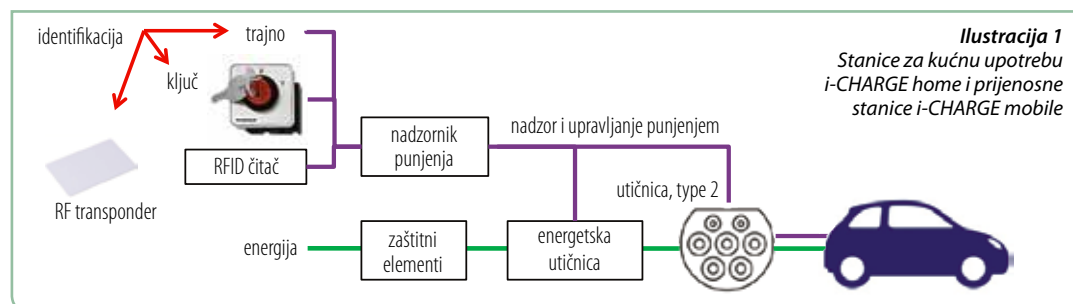 identifikacija
trajno
ključ
RFID čitač
RF transponder
nadzornik
punjenja
nadzor i upravljanje punjenjem
utičnica, type 2
energija
zaštitni
elementi
energetska
utičnica
Ilustracija 1
Stanice za kućnu upotrebu
i-CHARGE home i prijenosne
stanice i-CHARGE mobile